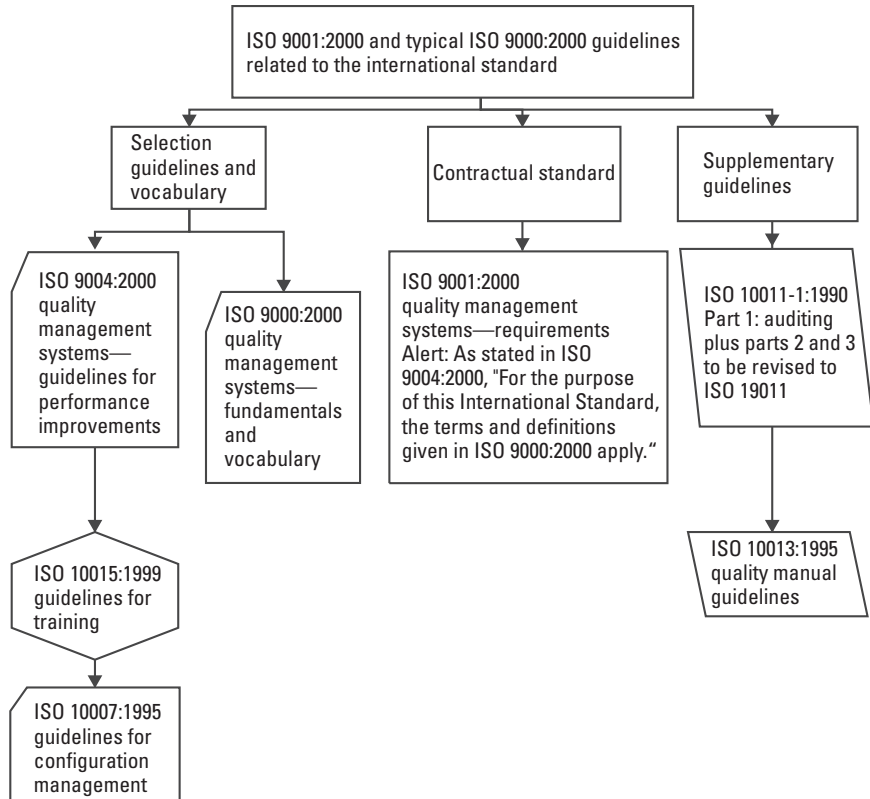 ISO 9001:2000 and typical ISO 9000:2000 guidelines
related to the international standard
Selection
guidelines and
vocabulary
Contractual standard
Supplementary
guidelines
ISO 9004:2000
quality
management
systems—
guidelines for
performance
improvements
ISO 9000:2000
quality
management
systems—
fundamentals
and
vocabulary
ISO 9001:2000
quality management
systems—requirements
Alert: As stated in ISO
9004:2000, "For the purpose
of this International Standard,
the terms and definitions
given in ISO 9000:2000 apply.“
ISO 10011-1:1990
Part 1: auditing
plus parts 2 and 3
to be revised to
ISO 19011
ISO 10015:1999
guidelines for
training
ISO 10013:1995
quality manual
guidelines
ISO 10007:1995
guidelines for
configuration
management